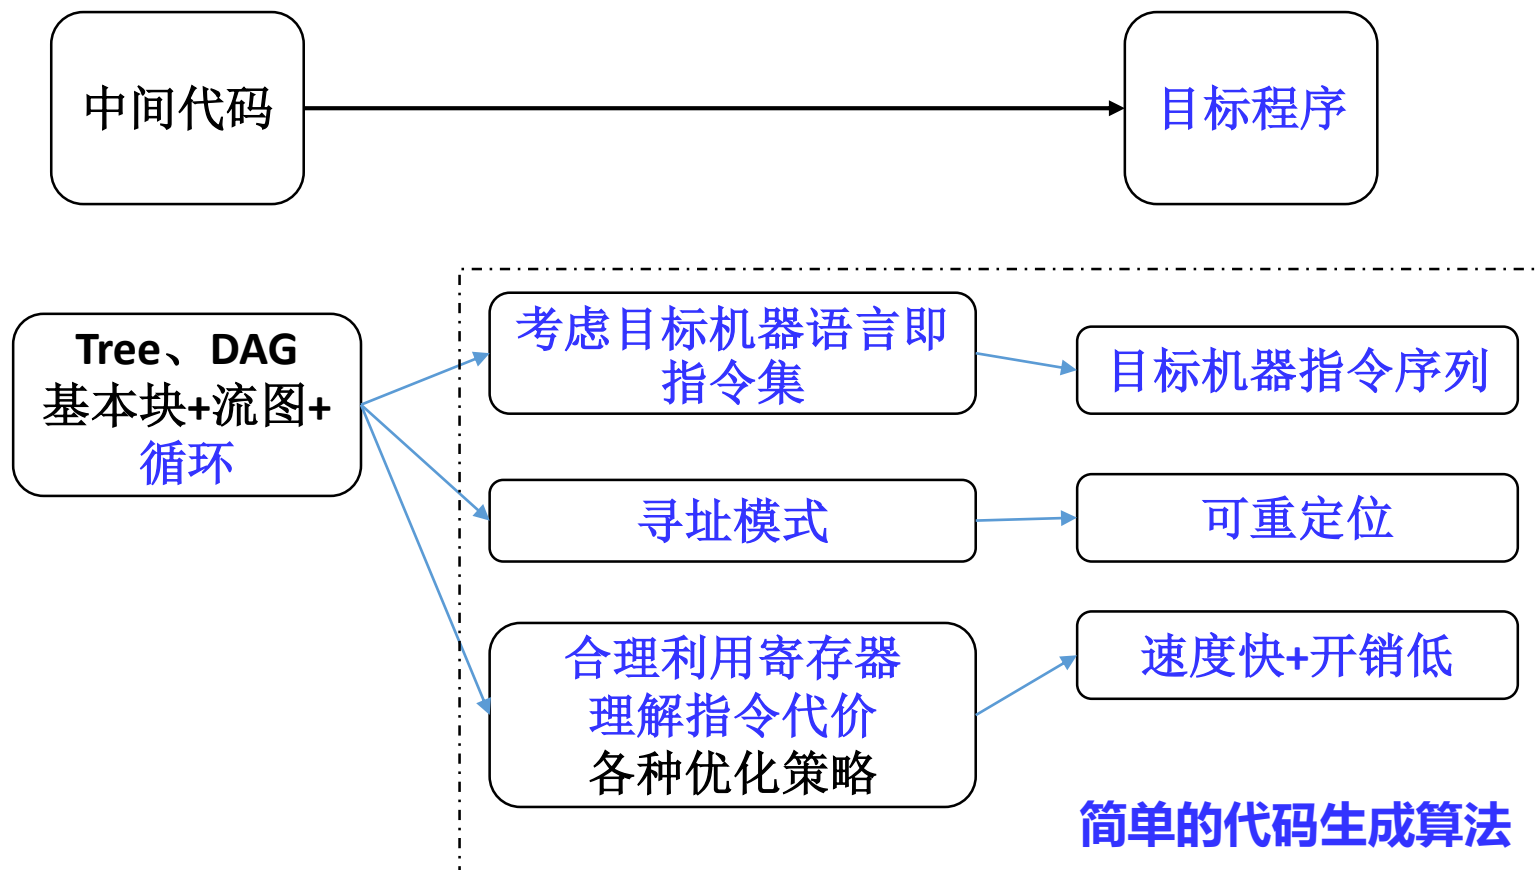 中间代码
目标程序
Tree、DAG
基本块+流图+
循环
考虑目标机器语言即
指令集
目标机器指令序列
寻址模式
可重定位
合理利用寄存器
理解指令代价
各种优化策略
速度快+开销低
简单的代码生成算法